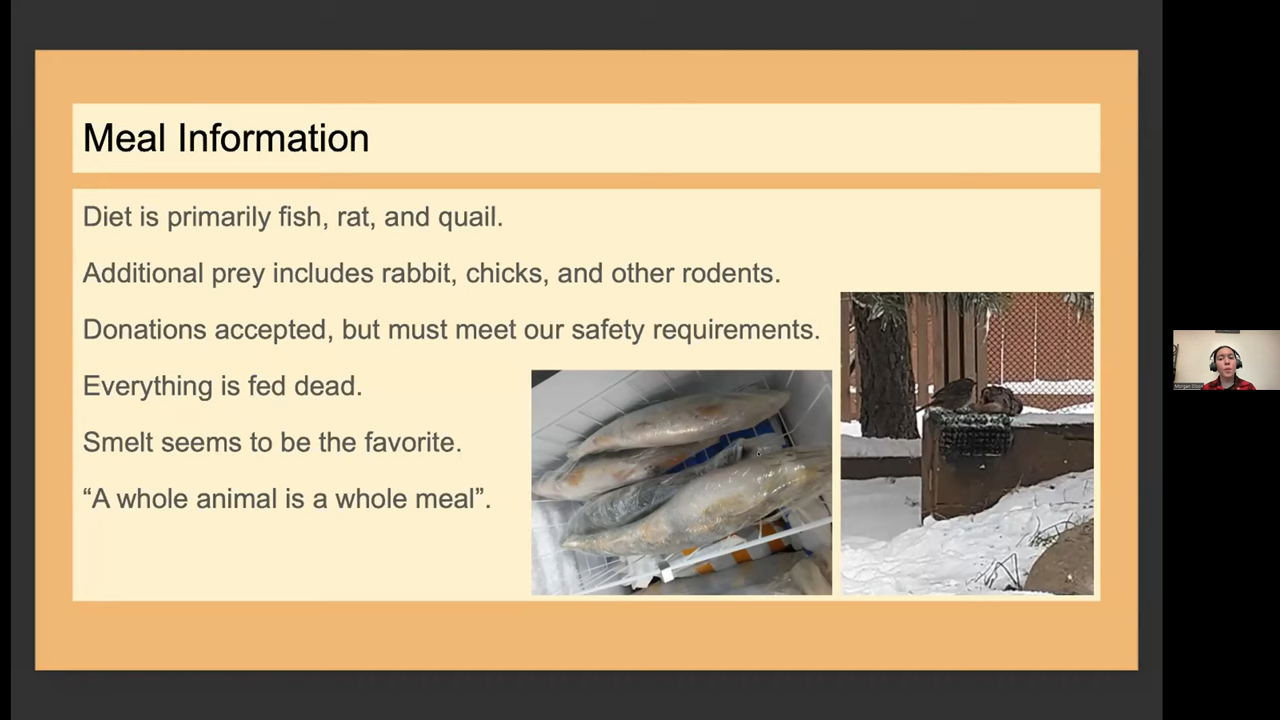 Meal Information
Diet is primarily fish, rat, and quail.
Additional prey includes rabbit, chicks, and other rodents.
Donations accepted, but must meet our safety requirements.
Everything is fed dead.
Smelt seems to be the favorite.
“A whole animal is a whole meal”.